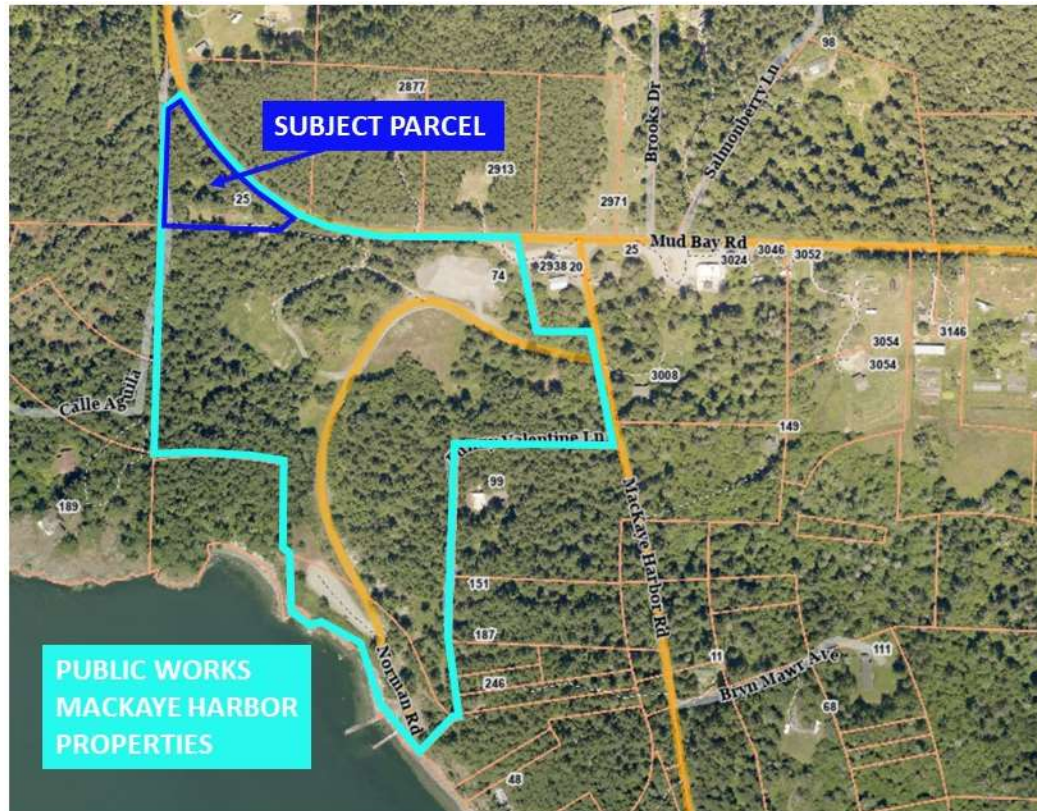 98
2877
SUBJECT PARCEL
Brooks Dr
Salmonberry Ln
2913
25
2971
Mud Bay Rd
25
3046
3052
3024
74
2938
20
3054
3146
3054
3008
Calle Aguila
149
Valentine Ln
99
189
MacKaye Harbor Rd
151
187
PUBLIC WORKS
MACKAYE HARBOR
PROPERTIES
Norman Rd
246
11
Bryn Mawr Ave
111
68
48